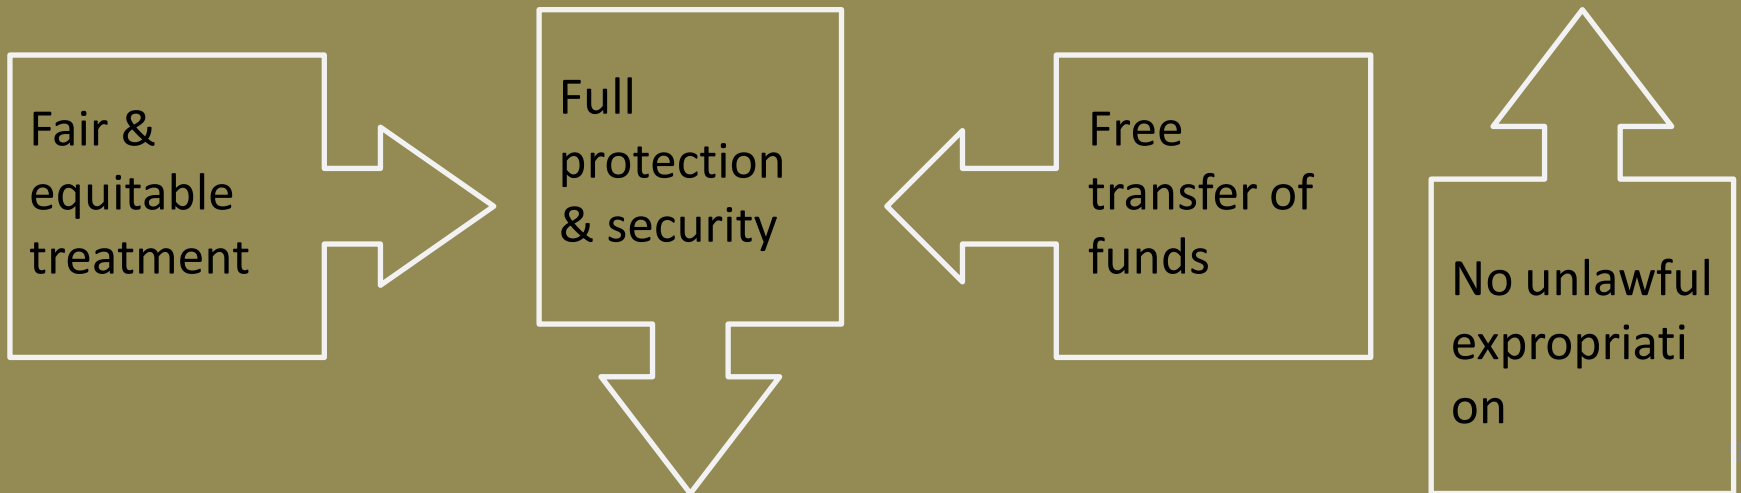 Fair &
equitable
treatment
Full
protection
& security
Free
transfer of
funds
No unlawful
expropriati
on